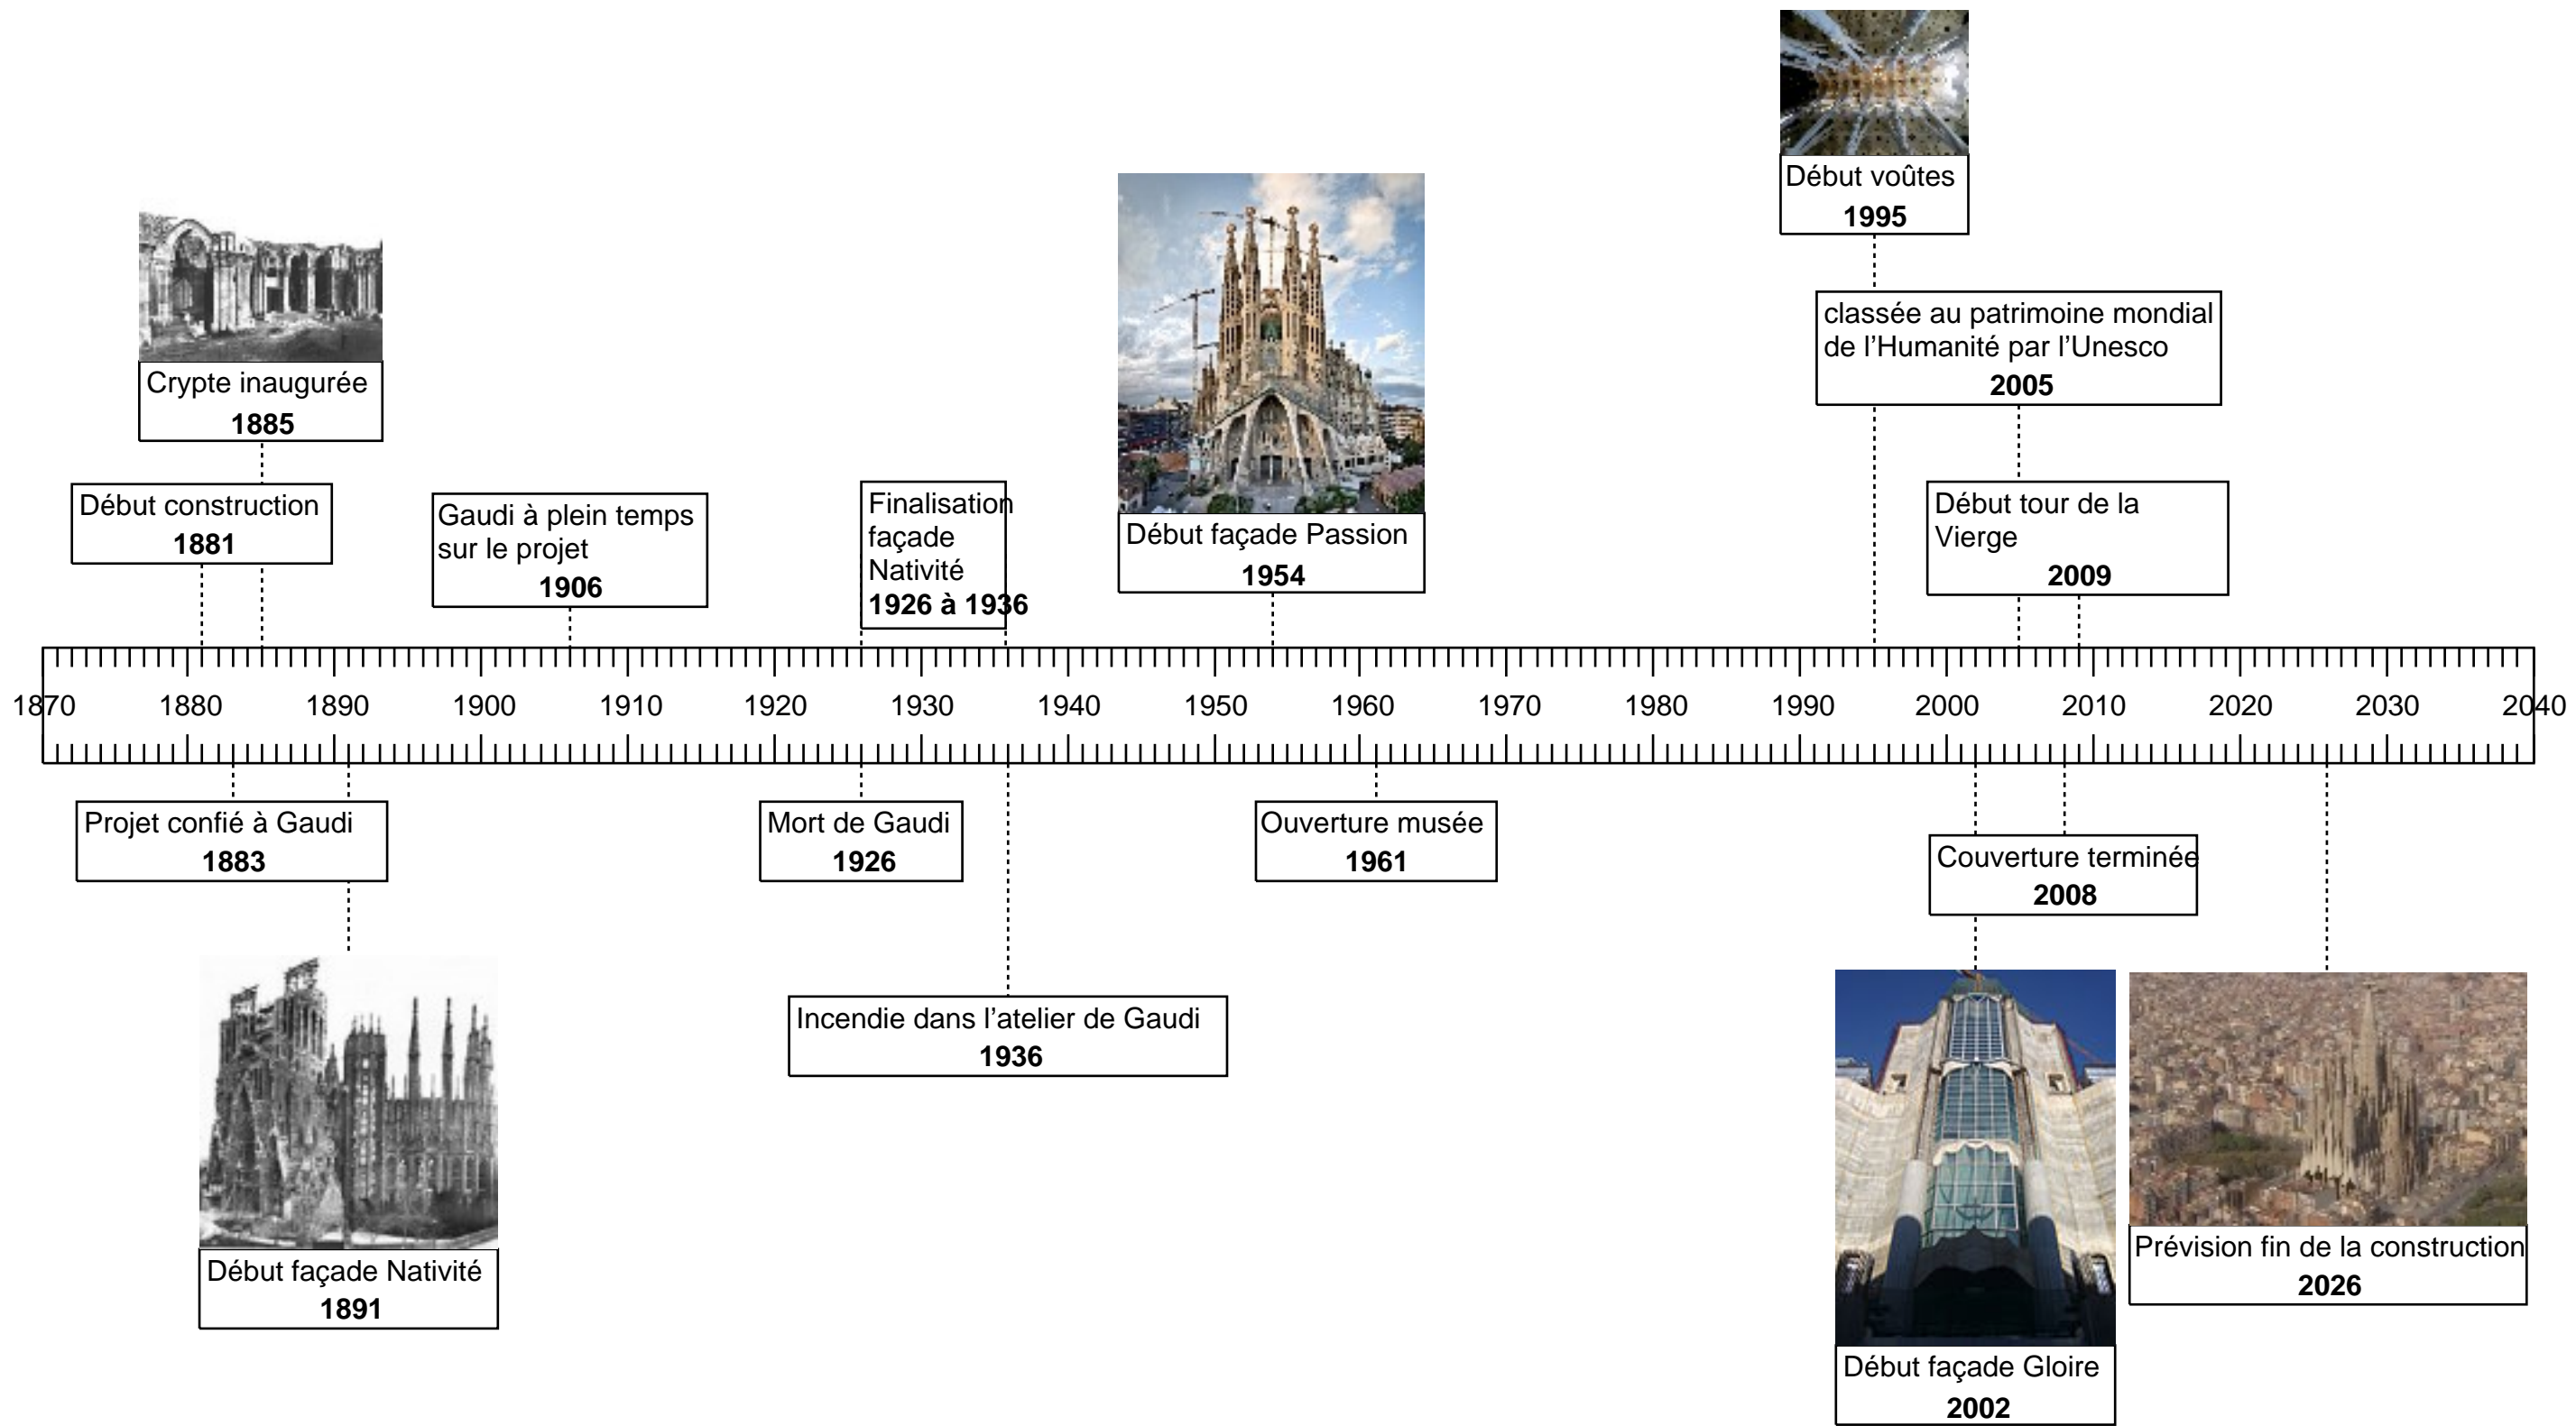 Début voûtes
1995
classée au patrimoine mondial
de l’Humanité par l’Unesco
2005
Crypte inaugurée
1885
Début construction
1881
Gaudi à plein temps
sur le projet
1906
Finalisation
façade
Nativité
1926 à 1936
Début façade Passion
1954
Début tour de la
Vierge
2009
1870 1880 1890 1900 1910 1920 1930 1940 1950 1960 1970 1980 1990 2000 2010 2020 2030 2040
Projet confié à Gaudi
1883
Mort de Gaudi
1926
Ouverture musée
1961
Couverture terminée
2008
Incendie dans l’atelier de Gaudi
1936
Début façade Nativité
1891
Prévision fin de la construction
2026
Début façade Gloire
2002